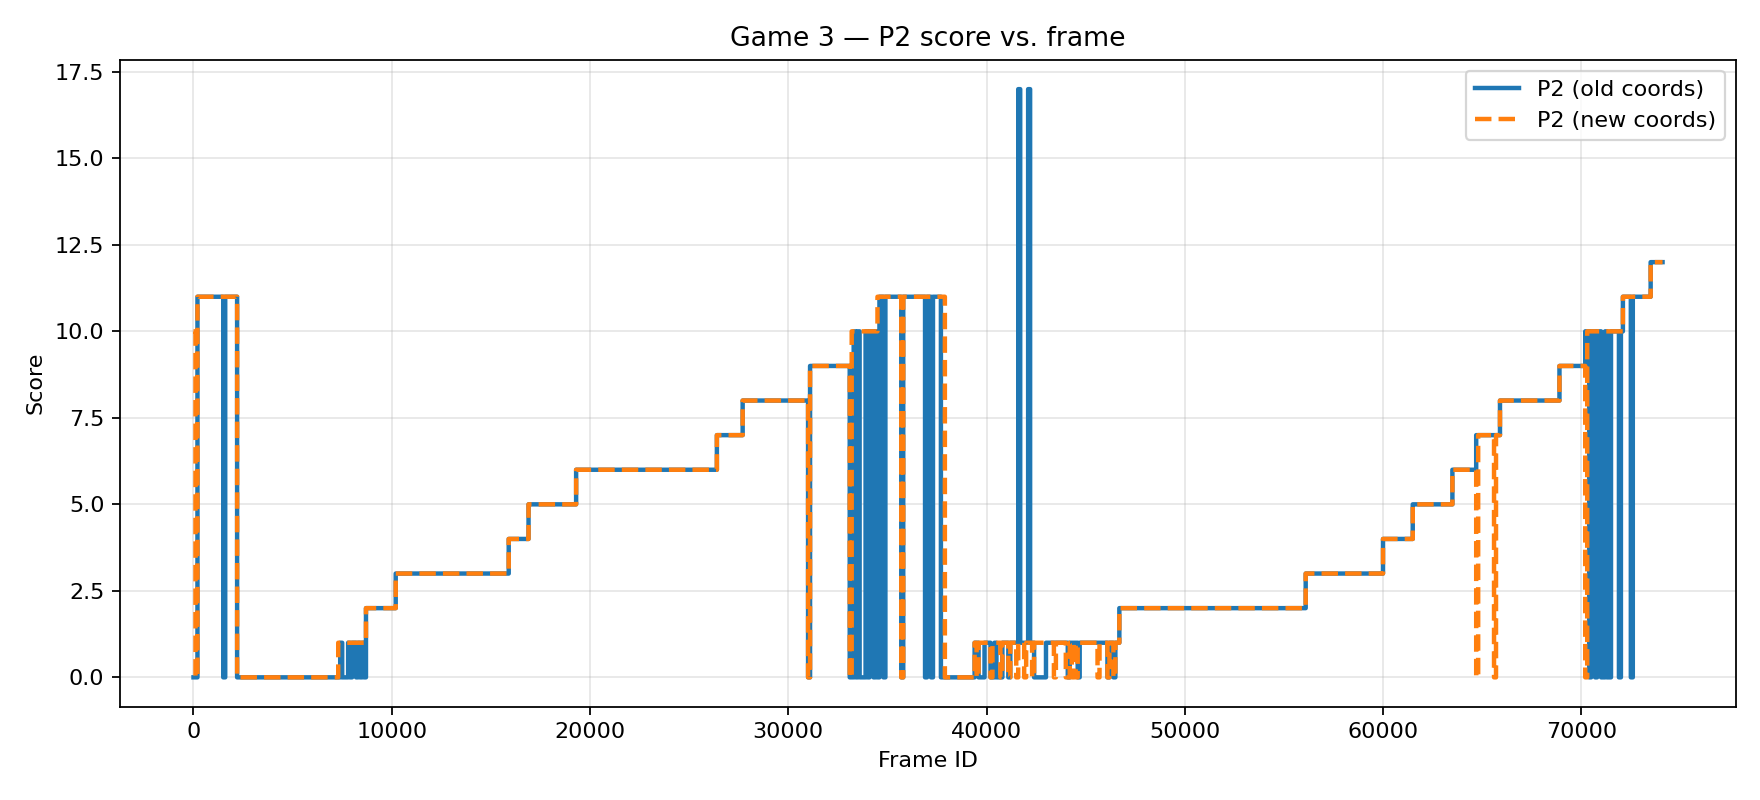 Game 3 — P2 score vs. frame
P2 (old coords)
P2 (new coords)
17.5
15.0
12.5
10.0
7.5
5.0
2.5
0.0
Score
0 10000 20000 30000 40000 50000 60000 70000
Frame ID